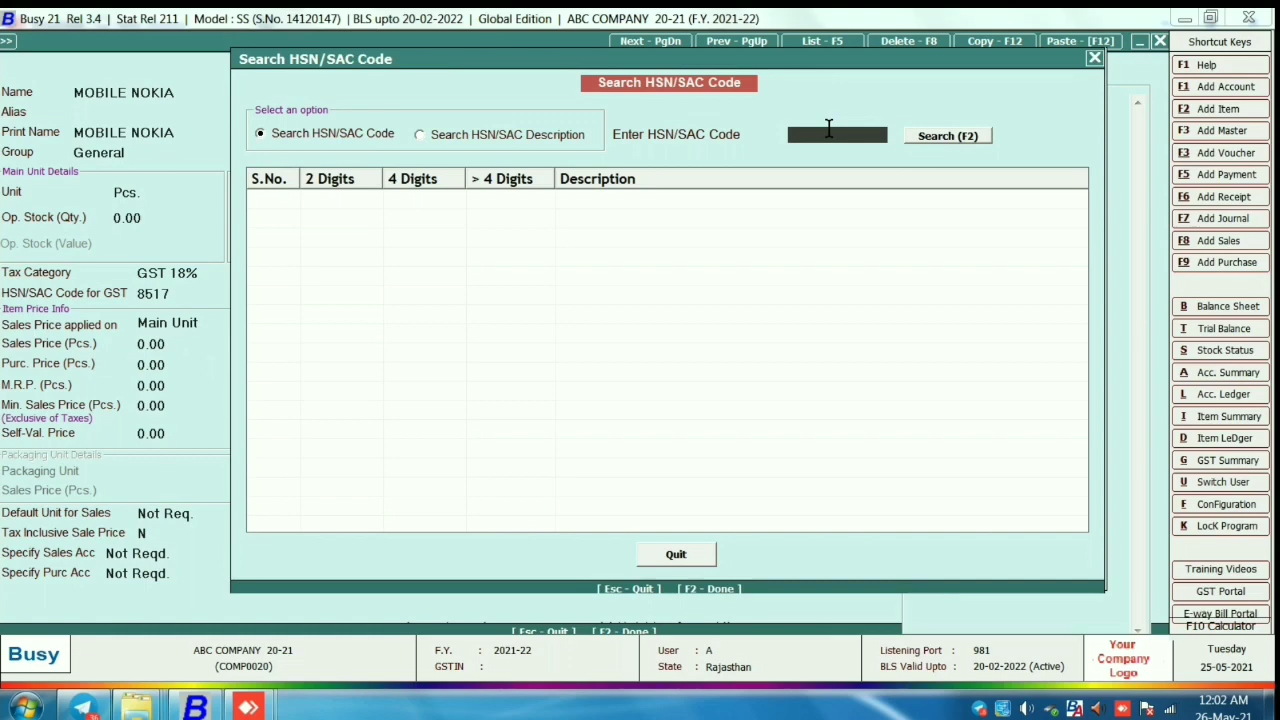 Busy 21 Rel 3.4 | Stat Rel 211 | Model : SS (S.No. 14120147) | BLS upto 20-02-2022 | Global Edition | ABC COMPANY 20-21 (F.Y. 2021-22)
>> Next - PgDn Prev - PgUp List - F5 Delete - F8 Copy - F12 Paste - [F12] Shortcut Keys
Search HSN/SAC Code
Search HSN/SAC Code
Name MOBILE NOKIA
Alias
Print Name MOBILE NOKIA
Group General
Main Unit Details
Unit Pcs.
Op. Stock (Qty.) 0.00
Op. Stock (Value)
Tax Category GST 18%
HSN/SAC Code for GST 8517
Item Price Info
Sales Price applied on Main Unit
Sales Price (Pcs.) 0.00
Purc. Price (Pcs.) 0.00
M.R.P. (Pcs.) 0.00
Min. Sales Price (Pcs.) 0.00
(Exclusive of Taxes)
Self-Val. Price 0.00
Packaging Unit Details
Packaging Unit
Sales Price (Pcs.)
Default Unit for Sales Not Req.
Tax Inclusive Sale Price N
Specify Sales Acc Not Reqd.
Specify Purc Acc Not Reqd.
Select an option
Search HSN/SAC Code Search HSN/SAC Description Enter HSN/SAC Code Search (F2)
S.No. 2 Digits 4 Digits > 4 Digits Description
Quit
[ Esc - Quit ] [ F2 - Done ]
[ Esc - Quit ] [ F2 - Done ]
F1 Help
F1 Add Account
F2 Add Item
F3 Add Master
F3 Add Voucher
F5 Add Payment
F6 Add Receipt
F7 Add Journal
F8 Add Sales
F9 Add Purchase
B Balance Sheet
T Trial Balance
S Stock Status
A Acc. Summary
L Acc. Ledger
I Item Summary
D Item LeDger
G GST Summary
U Switch User
F ConFiguration
K LocK Program
Training Videos
GST Portal
E-way Bill Portal
F10 Calculator
Busy
ABC COMPANY 20-21
(COMP0020)
F.Y. : 2021-22
GSTIN :
User : A
State : Rajasthan
Listening Port : 981
BLS Valid Upto : 20-02-2022 (Active)
Your
Company
Logo
Tuesday
25-05-2021
12:02 AM
26-May-21